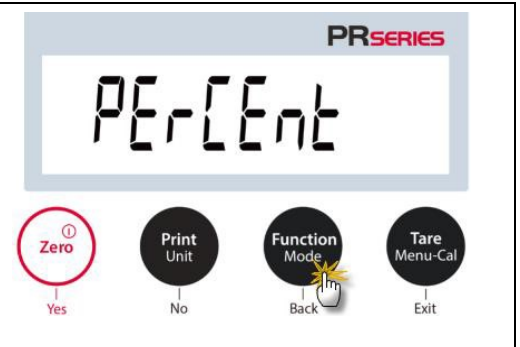 PRSERIES
PErCEnt
Zero
Print
Unit
Function
Mode
Tare
Menu-Cal
Yes
No
Back
Exit